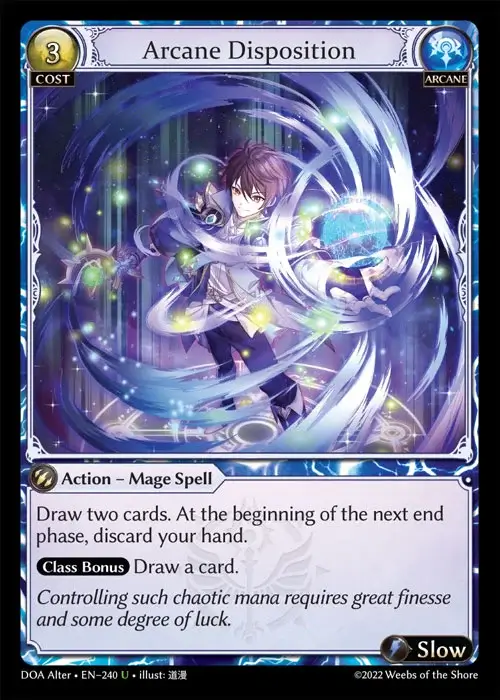 3
COST
Arcane Disposition
ARCANE
Action – Mage Spell
Draw two cards. At the beginning of the next end
phase, discard your hand.
Class Bonus Draw a card.
Controlling such chaotic mana requires great finesse
and some degree of luck.
Slow
DOA Alter • EN-240 U • illust: 道漫
©2022 Weebs of the Shore